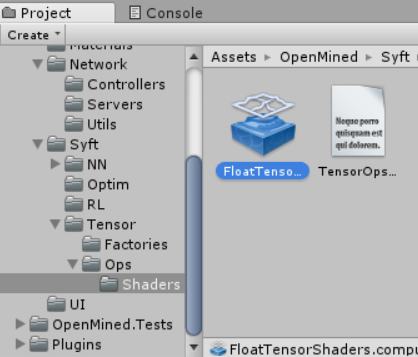 Project
Console
Create
Materials
Network
Controllers
Servers
Utils
Syft
NN
Optim
RL
Tensor
Factories
Ops
Shaders
UI
OpenMined.Tests
Plugins
Assets ▸ OpenMined ▸ Syft
Neque porro
quisquam est
qui dolorem.
FloatTenso...
TensorOps...
FloatTensorShaders.compu